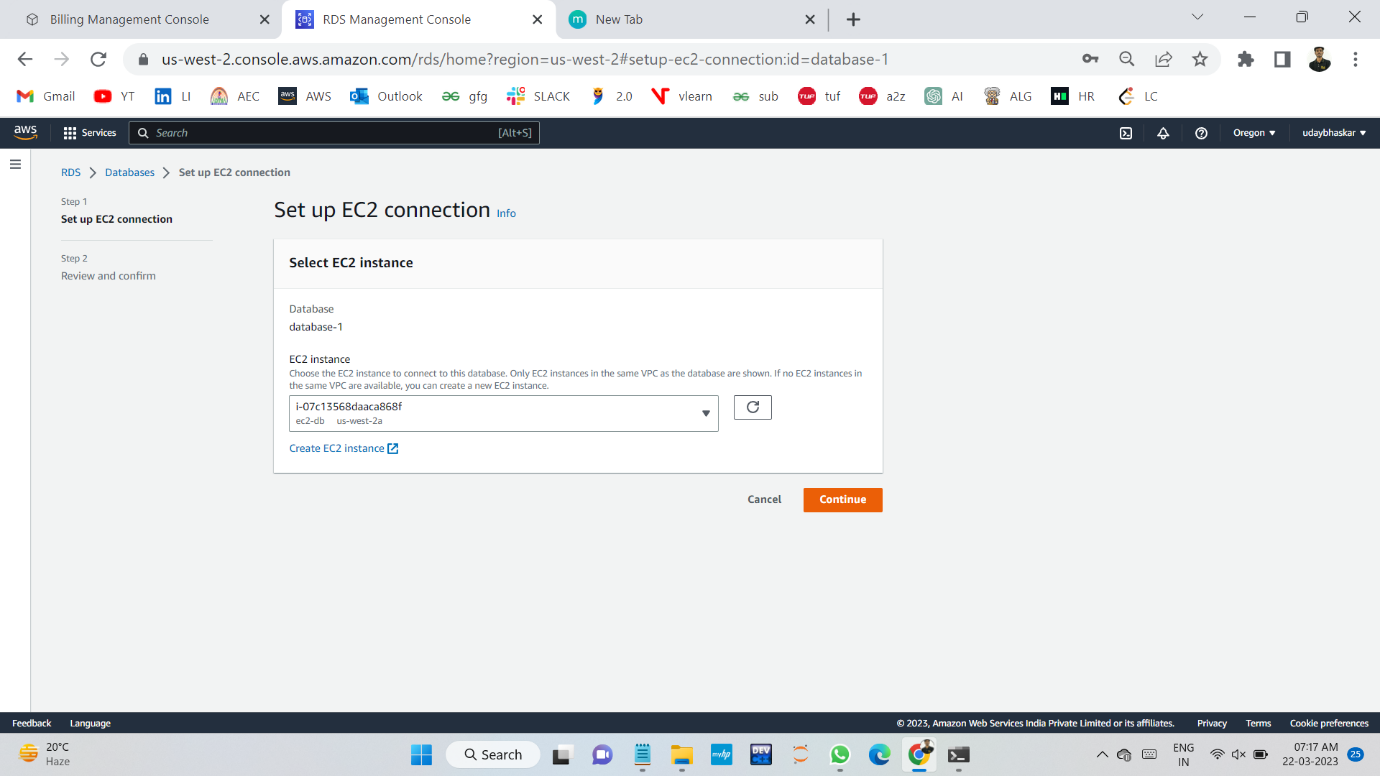 Billing Management Console
RDS Management Console
m New Tab
us-west-2.console.aws.amazon.com/rds/home?region=us-west-2#setup-ec2-connection:id=database-1
Gmail YT LI AEC aws AWS Outlook gfg SLACK 2.0 vlearn sub TUF tuf TUF a2z AI ALG HR LC
aws Services Search [Alt+S] Oregon udaybhaskar
RDS Databases Set up EC2 connection
Step 1
Set up EC2 connection
Step 2
Review and confirm
Set up EC2 connection Info
Select EC2 instance
Database
database-1
EC2 instance
Choose the EC2 instance to connect to this database. Only EC2 instances in the same VPC as the database are shown. If no EC2 instances in
the same VPC are available, you can create a new EC2 instance.
i-07c13568daaca868f
ec2-db us-west-2a
Create EC2 instance
Cancel Continue
Feedback Language © 2023, Amazon Web Services India Private Limited or its affiliates. Privacy Terms Cookie preferences
20°C
Haze
Search
myhp
DEV
ENG
IN
07:17 AM
22-03-2023
25